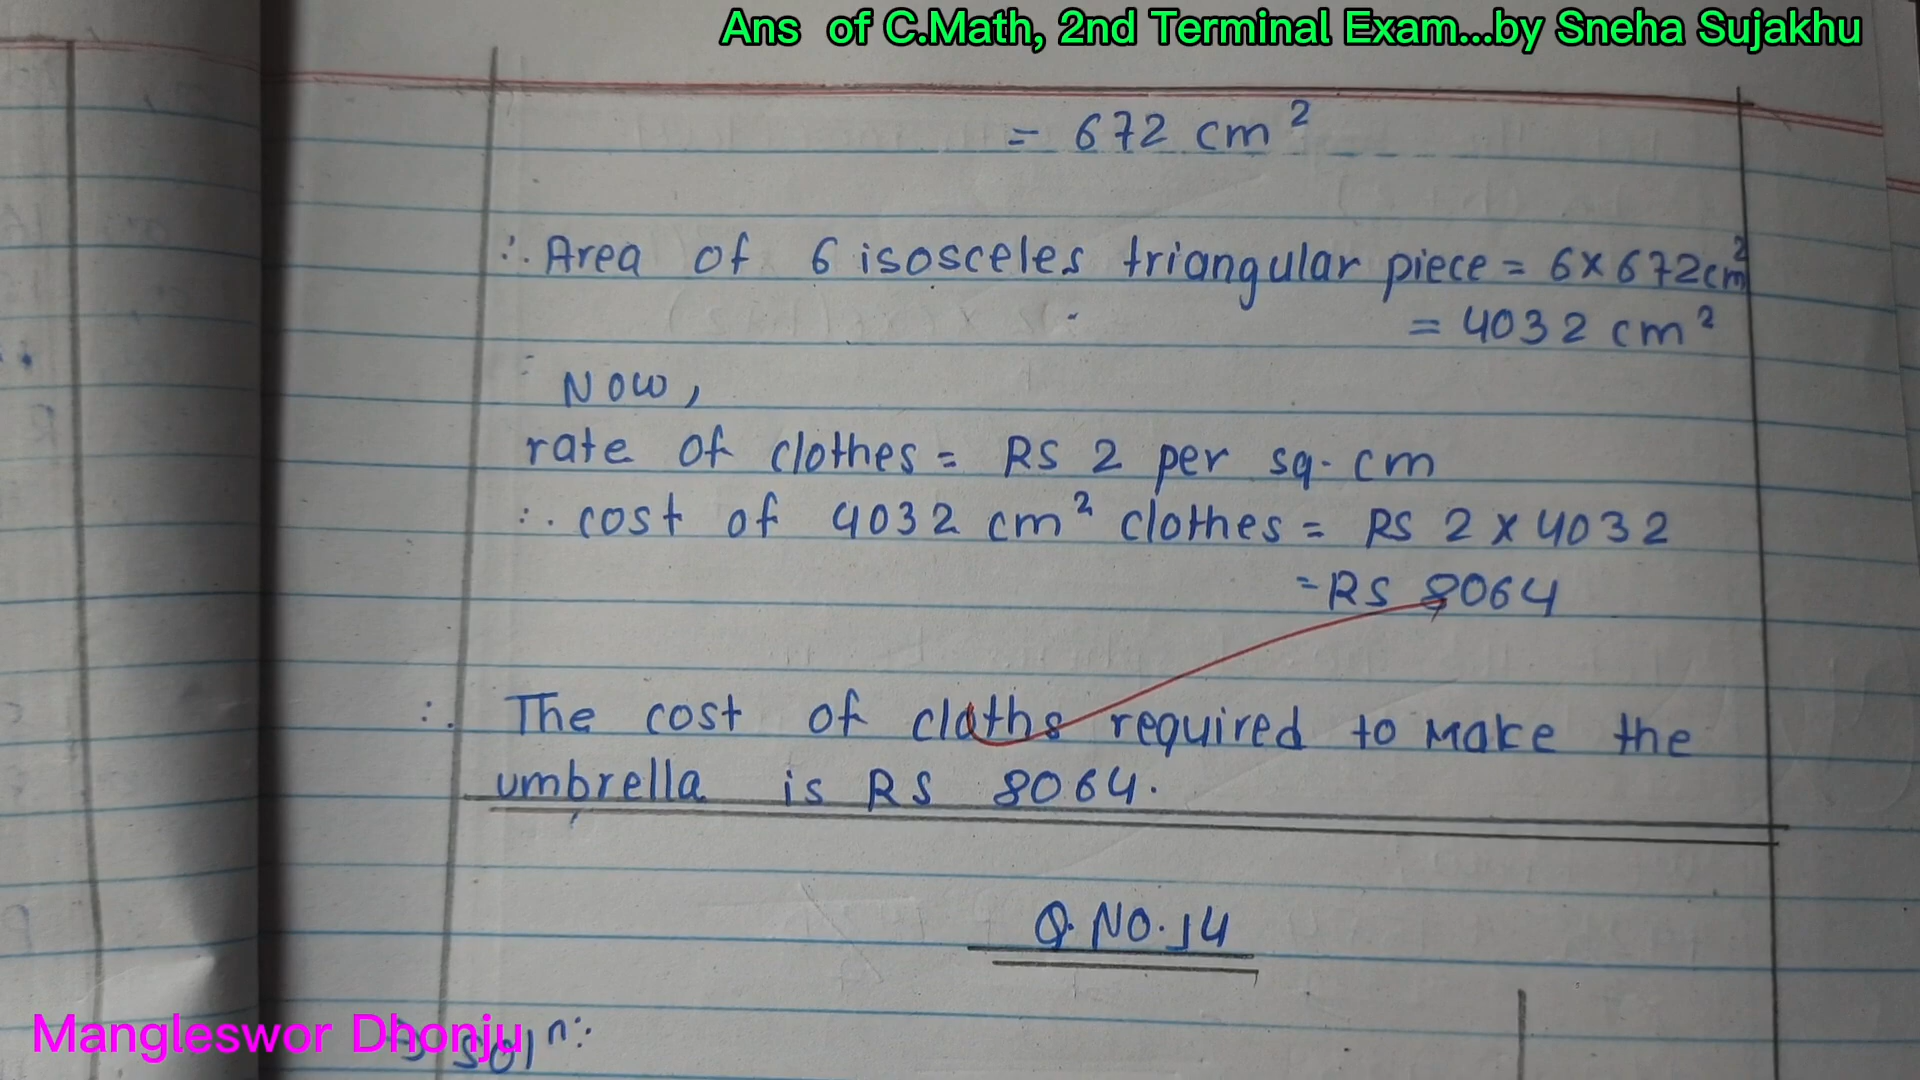 Ans of C.Math, 2nd Terminal Exam...by Sneha Sujakhu
= 672 cm²
∴ Area of 6 isosceles triangular piece = 6×672cm²
= 4032 cm²
Now,
rate of clothes = RS 2 per sq. cm
∴ cost of 4032 cm² clothes = RS 2 × 4032
= RS 8064
∴ The cost of cloths required to make the
umbrella is RS 8064.
Q. NO. 14
Mangleswor Dhonju
→ solⁿ: